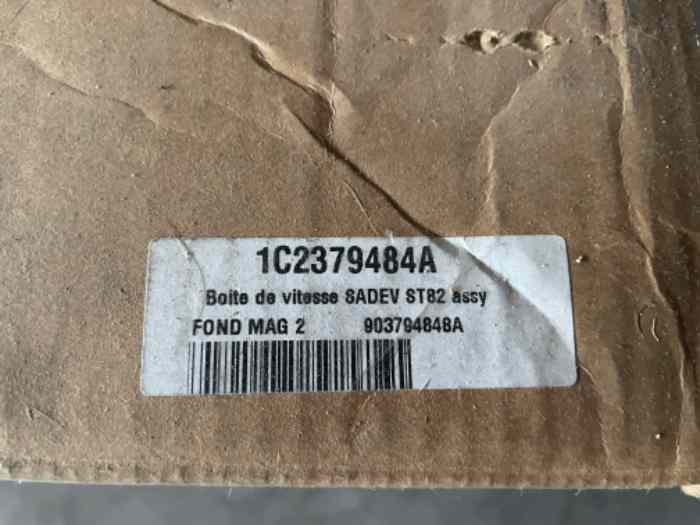 1C2379484A
Boite de vitesse SADEV ST82 assy
FOND MAG 2 903794848A